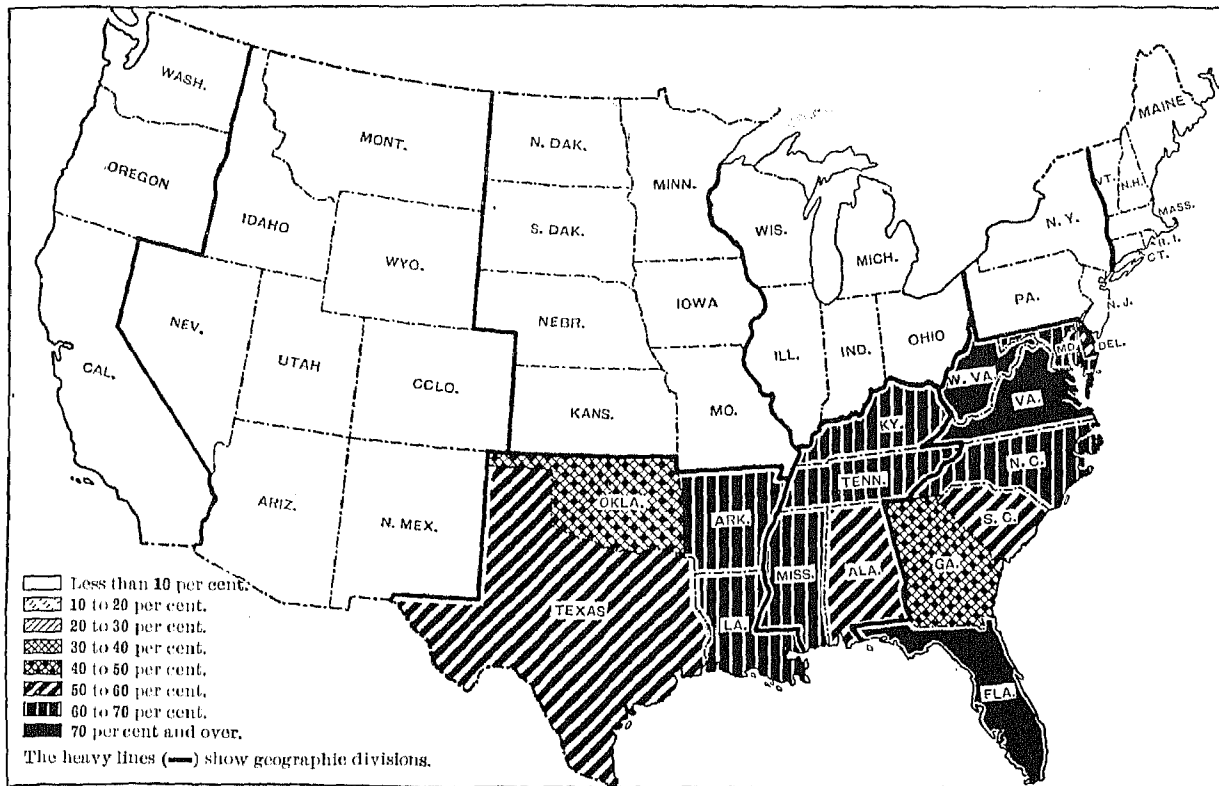 WASH.
MONT.
N. DAK.
MINN.
MAINE
OREGON
IDAHO
S. DAK.
WIS.
MICH.
N.Y.
VT.
N.H.
MASS.
R. I.
CT.
WYO.
NEBR.
IOWA
PA.
N. J.
NEV.
UTAH
CCLO.
KANS.
MO.
ILL.
IND.
OHIO
W. VA.
MD.
DEL.
VA.
CAL.
KY.
N. C.
TENN.
ARIZ.
N. MEX.
OKLA.
ARK.
S. C.
TEXAS
LA.
MISS.
ALA.
GA.
FLA.
Less than 10 per cent.
10 to 20 per cent.
20 to 30 per cent.
30 to 40 per cent.
40 to 50 per cent.
50 to 60 per cent.
60 to 70 per cent.
70 per cent and over.
The heavy lines (━) show geographic divisions.